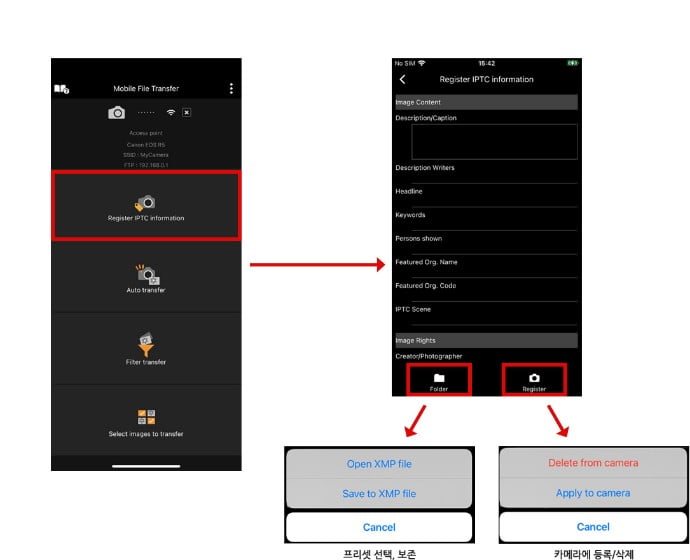 Mobile File Transfer
Access point
Canon EOS R5
SSID : MyCamera
FTP : 192.168.0.1
Register IPTC information
Auto transfer
Filter transfer
Select images to transfer
No SIM
15:42
Register IPTC information
Image Content
Description/Caption
Description Writers
Headline
Keywords
Persons shown
Featured Org. Name
Featured Org. Code
IPTC Scene
Image Rights
Creator/Photographer
Folder
Register
Open XMP file
Save to XMP file
Cancel
프리셋 선택, 보존
Delete from camera
Apply to camera
Cancel
카메라에 등록/삭제